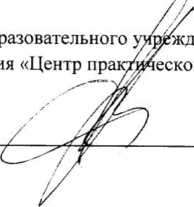 разовательного учрежд
ия «Центр практическо